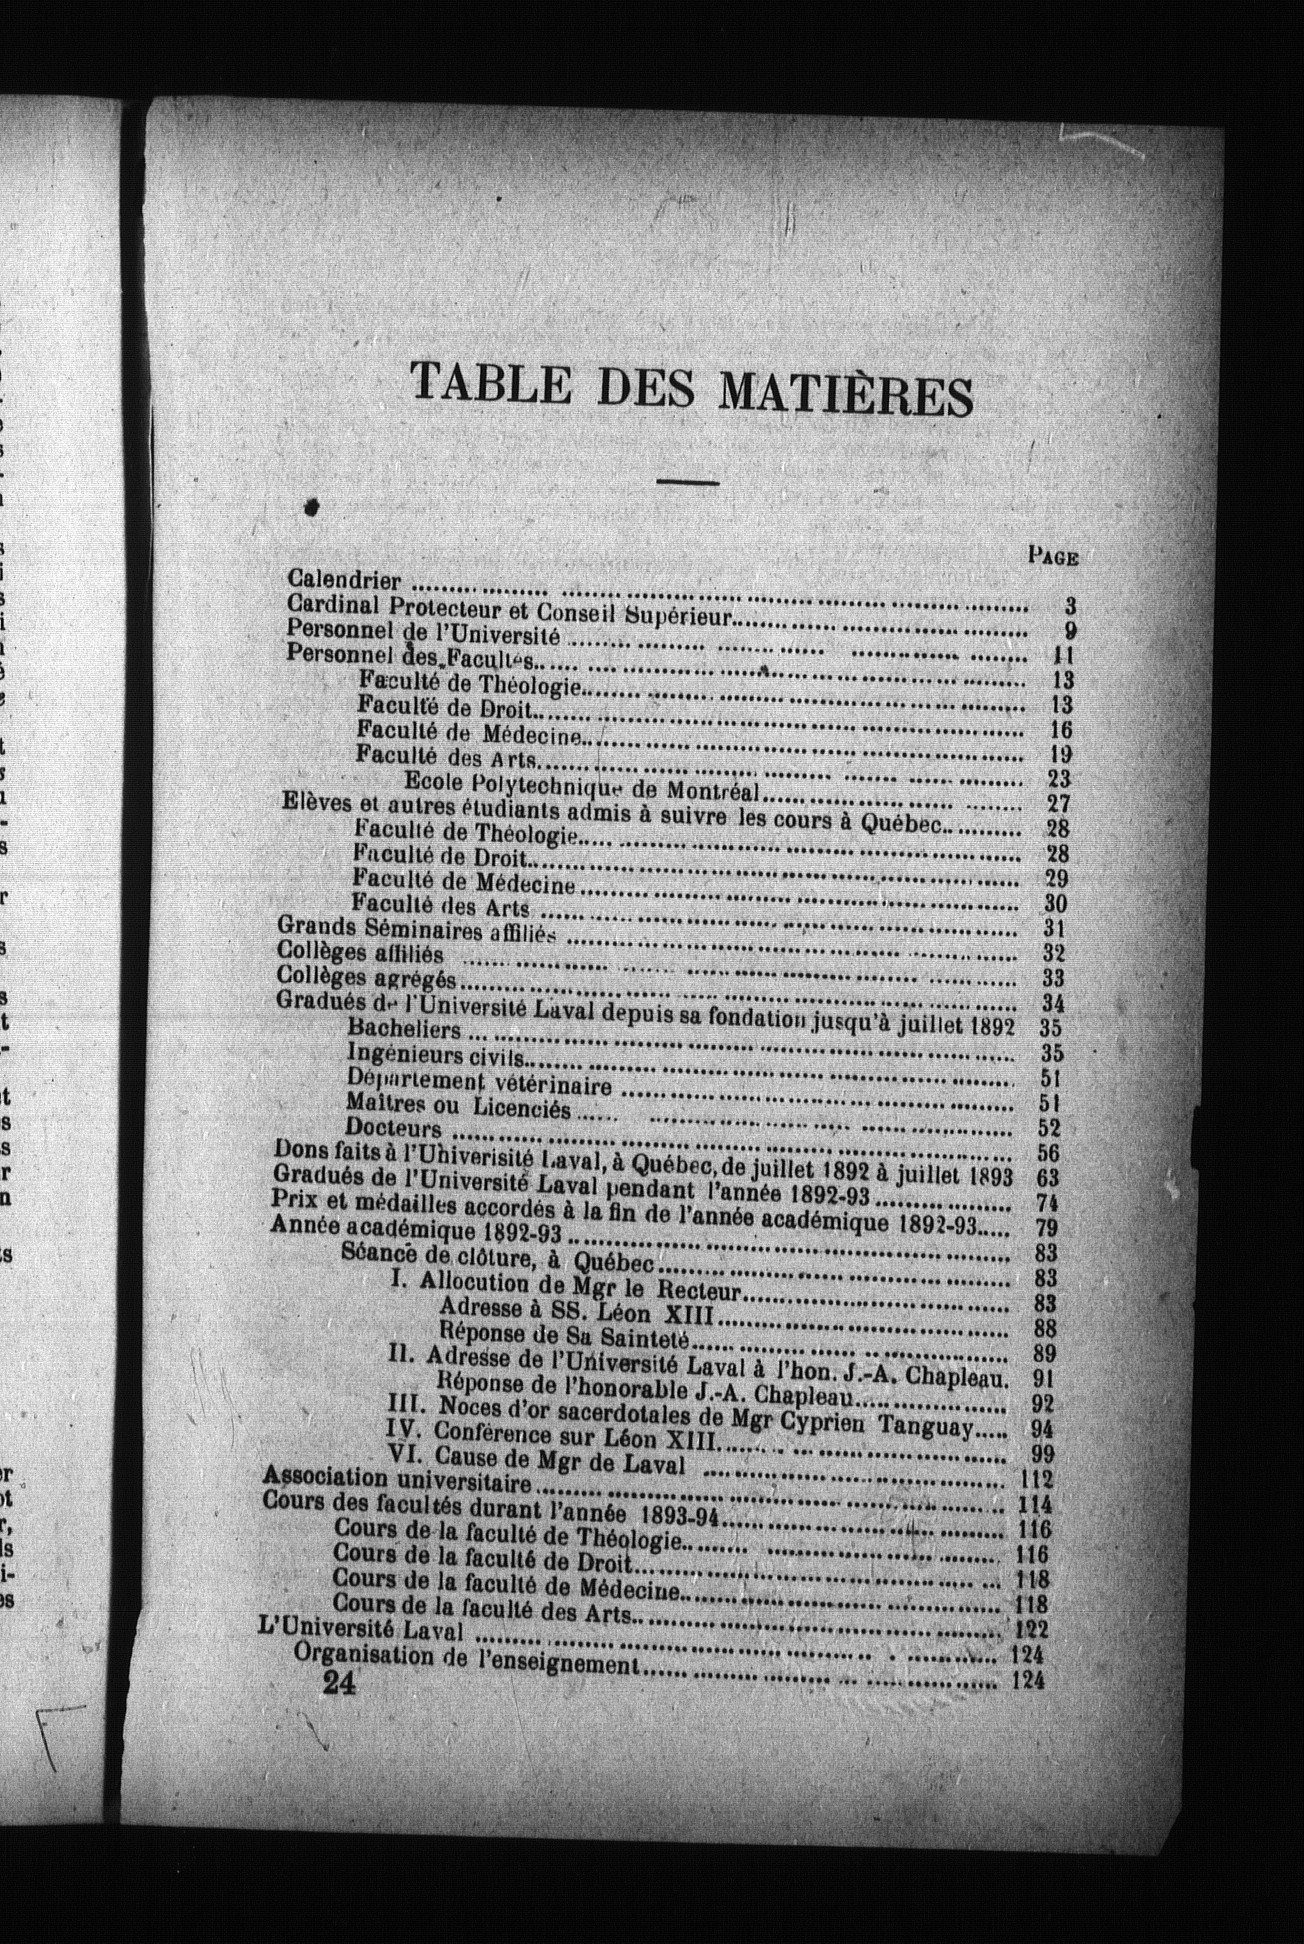 TABLE DES MATIÈRES
PAGE
Calendrier 3
Cardinal Protecteur et Conseil Supérieur 9
Personnel de l'Université 11
Personnel des Facultés 13
Faculté de Théologie 13
Faculté de Droit 16
Faculté de Médecine 19
Faculté des Arts 23
Ecole Polytechnique de Montréal 27
Elèves et autres étudiants admis à suivre les cours à Québec 28
Faculté de Théologie 28
Faculté de Droit 29
Faculté de Médecine 30
Faculté des Arts 31
Grands Séminaires affiliés 32
Collèges affiliés 33
Collèges agrégés 34
Gradués de l'Université Laval depuis sa fondation jusqu'à juillet 1892 35
Bacheliers 35
Ingénieurs civils 51
Département vétérinaire 51
Maîtres ou Licenciés 52
Docteurs 56
Dons faits à l'Univerisité Laval, à Québec, de juillet 1892 à juillet 1893 63
Gradués de l'Université Laval pendant l'année 1892-93 74
Prix et médailles accordés à la fin de l'année académique 1892-93 79
Année académique 1892-93 83
Séance de clôture, à Québec 83
I. Allocution de Mgr le Recteur 83
Adresse à SS. Léon XIII 88
Réponse de Sa Sainteté 89
II. Adresse de l'Université Laval à l'hon. J.-A. Chapleau. 91
Réponse de l'honorable J.-A. Chapleau 92
III. Noces d'or sacerdotales de Mgr Cyprien Tanguay 94
IV. Conférence sur Léon XIII 99
VI. Cause de Mgr de Laval 112
Association universitaire 114
Cours des facultés durant l'année 1893-94 116
Cours de la faculté de Théologie 116
Cours de la faculté de Droit 118
Cours de la faculté de Médecine 118
Cours de la faculté des Arts 122
L'Université Laval 124
Organisation de l'enseignement 124
24